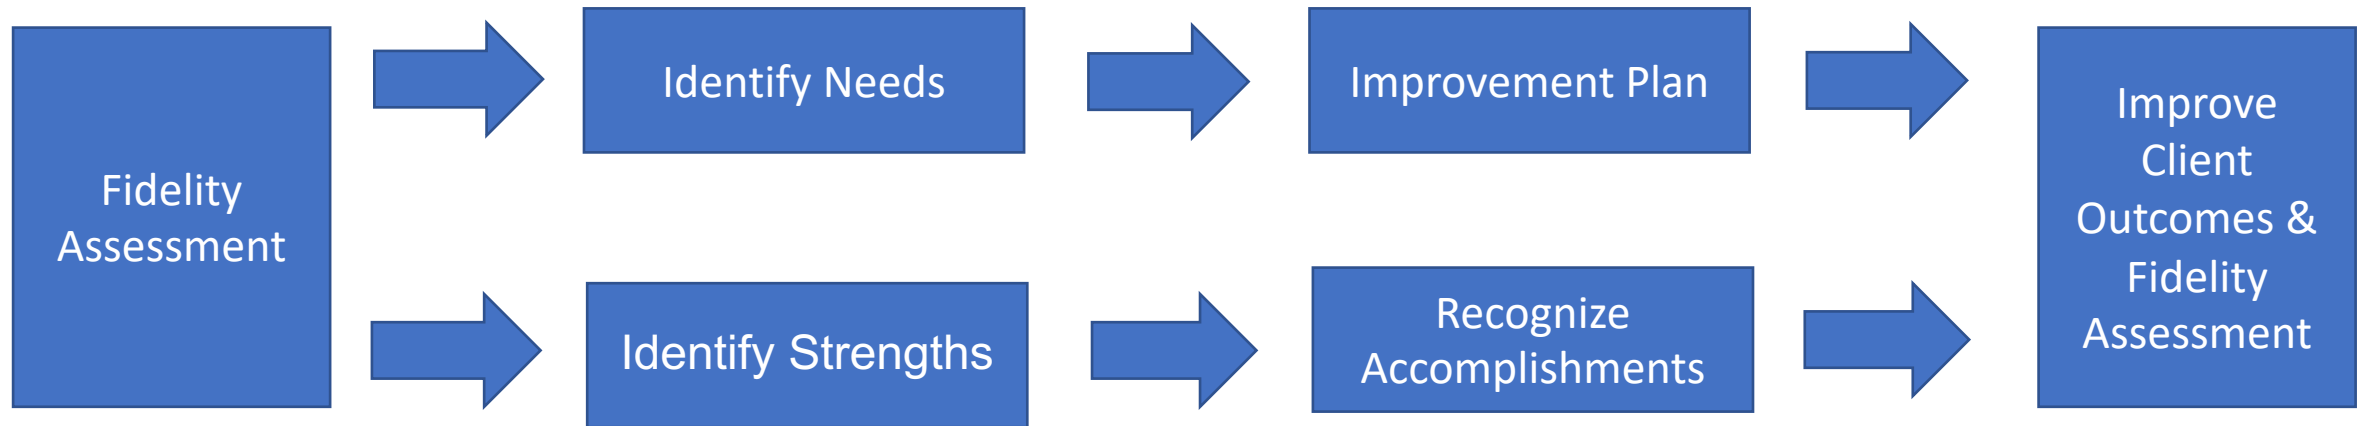 Fidelity
Assessment
Identify Needs
Improvement Plan
Identify Strengths
Recognize
Accomplishments
Improve
Client
Outcomes &
Fidelity
Assessment